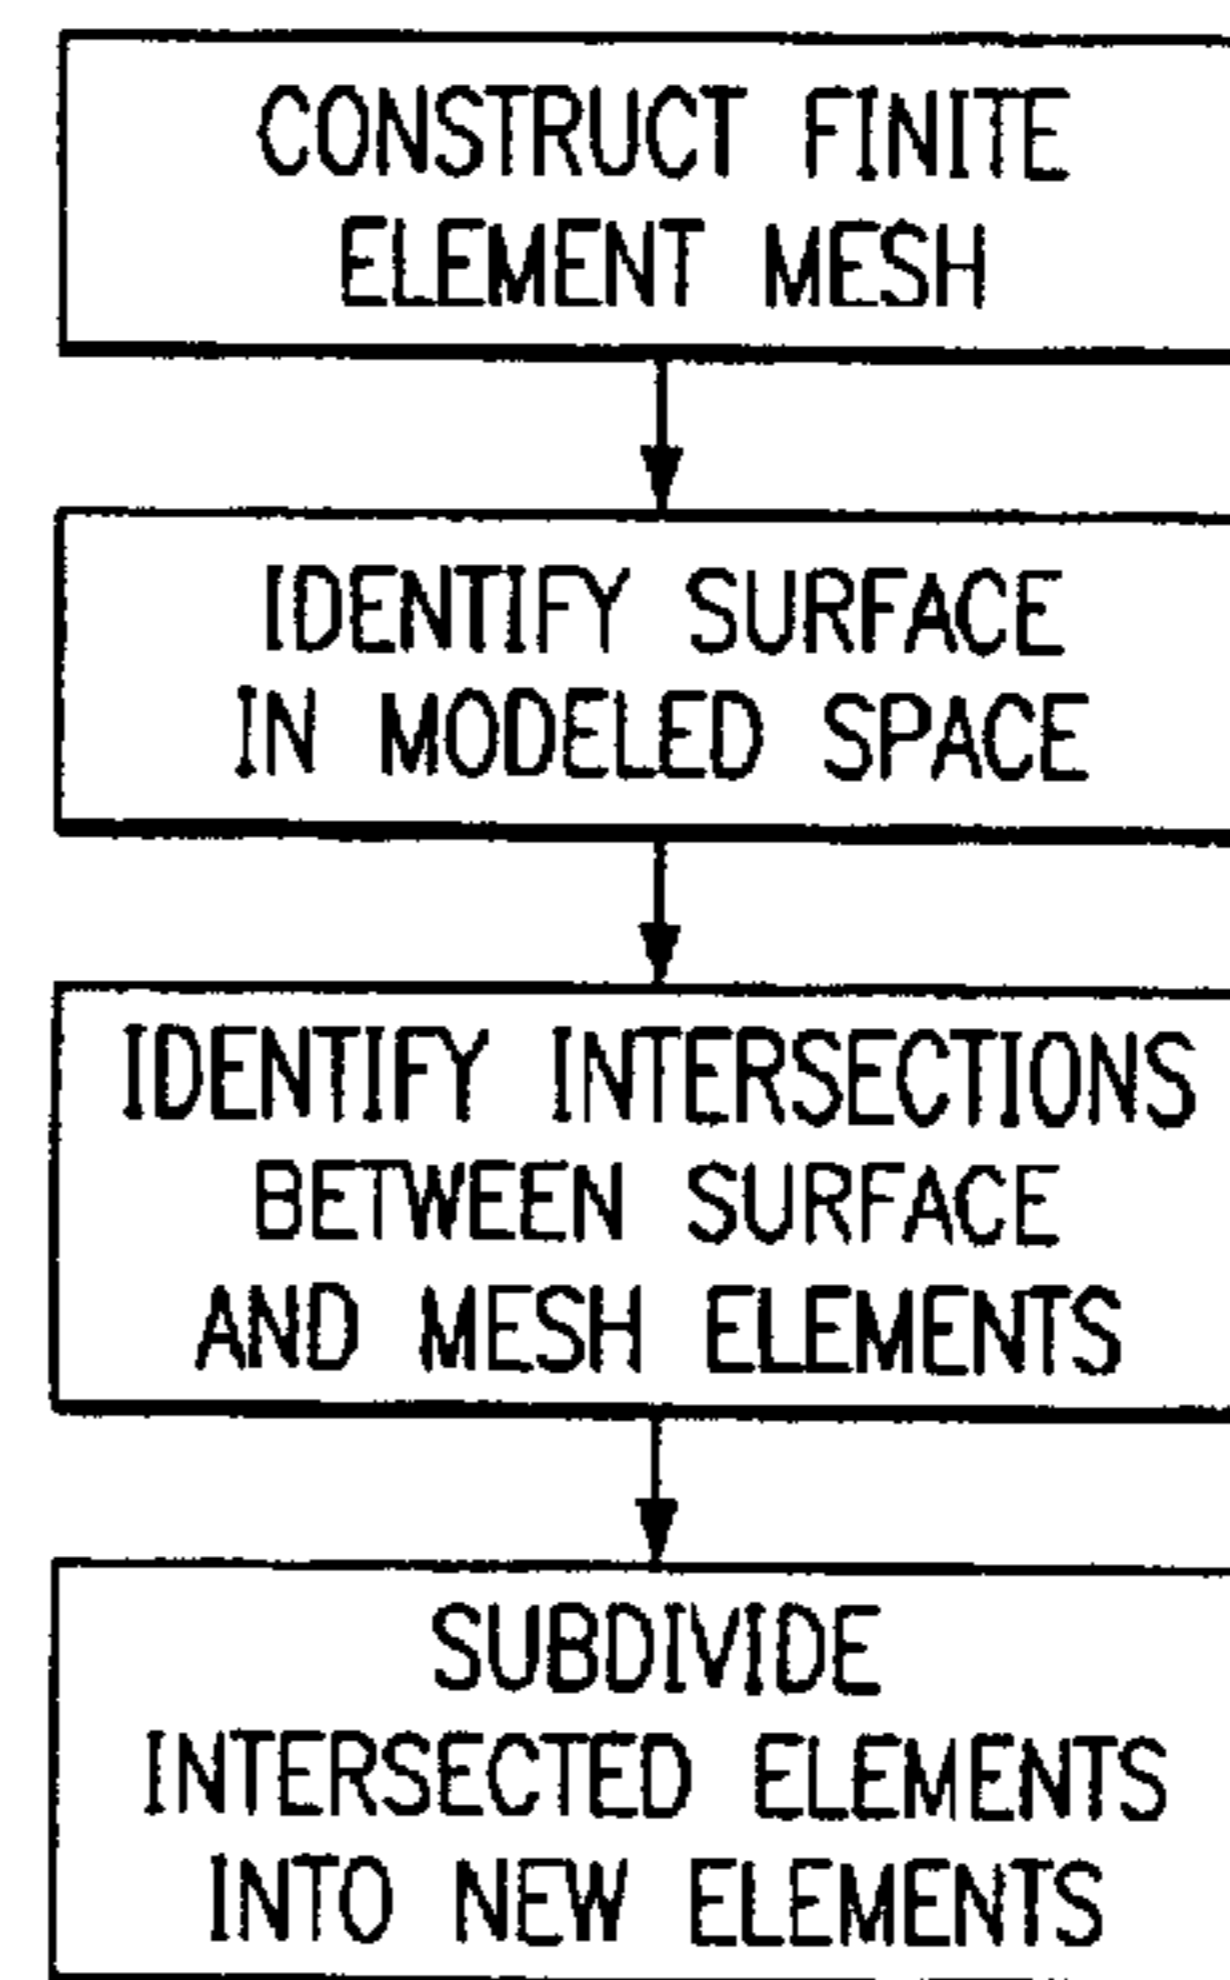 CONSTRUCT FINITE
ELEMENT MESH
IDENTIFY SURFACE
IN MODELED SPACE
IDENTIFY INTERSECTIONS
BETWEEN SURFACE
AND MESH ELEMENTS
SUBDIVIDE
INTERSECTED ELEMENTS
INTO NEW ELEMENTS